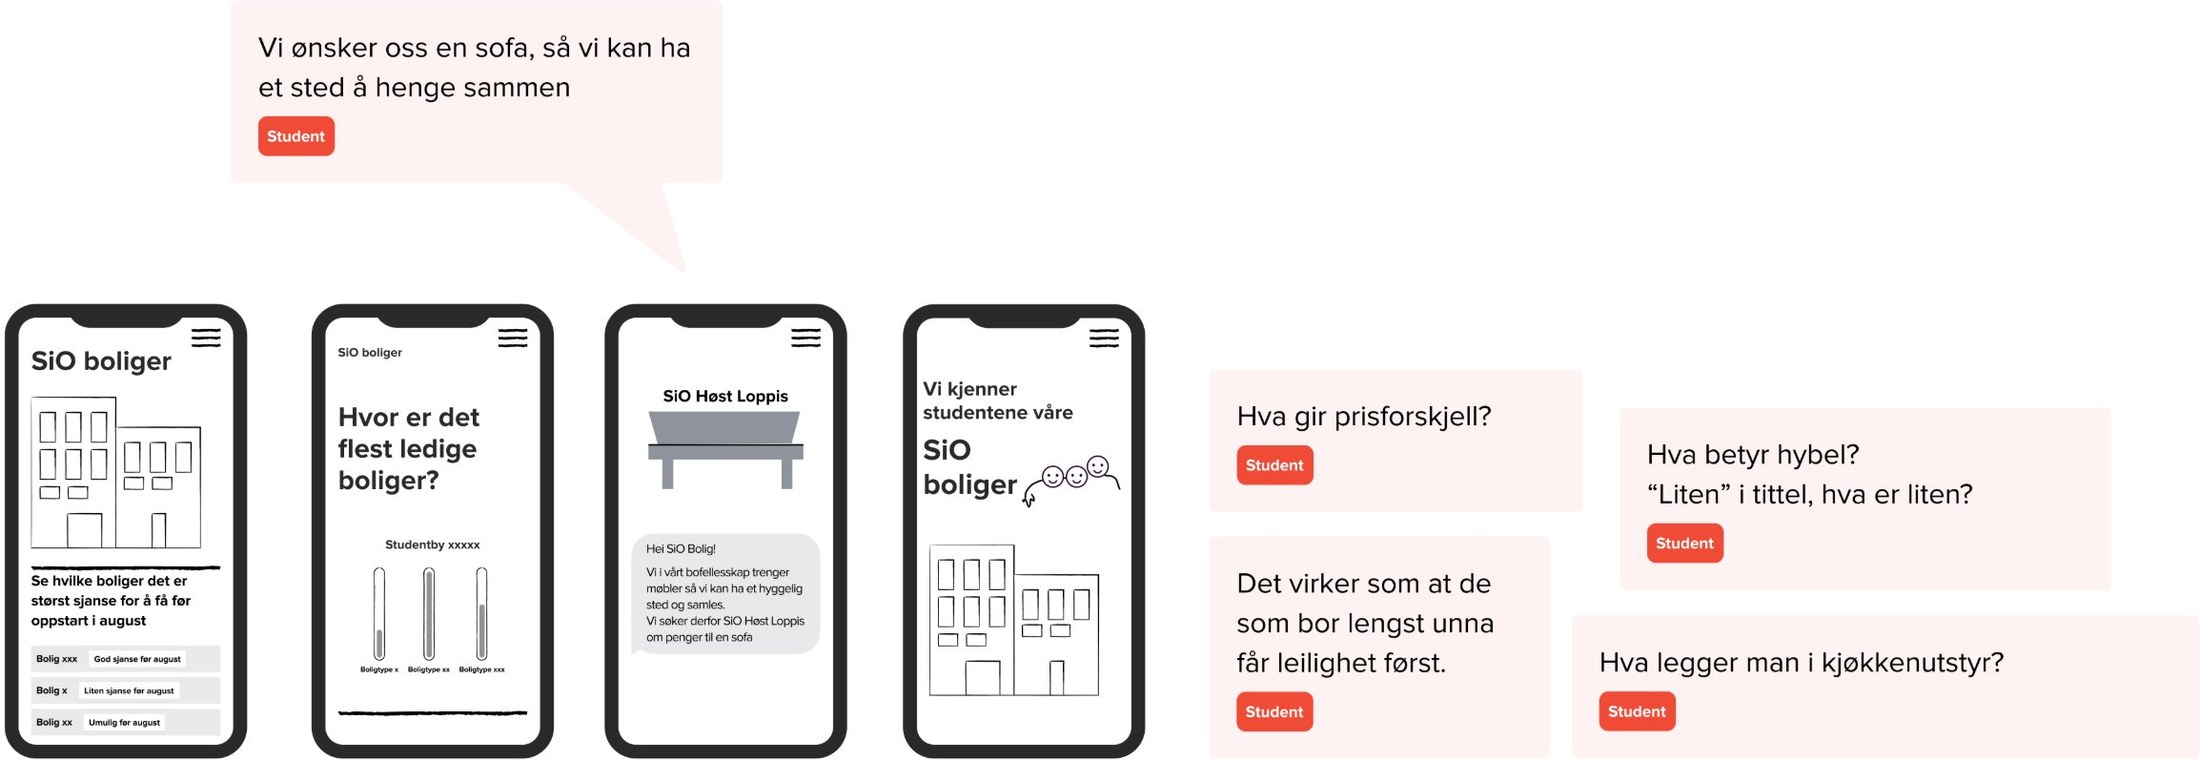 Vi ønsker oss en sofa, så vi kan ha
et sted å henge sammen
Student
SiO boliger
Se hvilke boliger det er
størst sjanse for å få før
oppstart i august
Bolig xxx God sjanse før august
Bolig x Liten sjanse før august
Bolig xx Umulig før august
SiO boliger
Hvor er det
flest ledige
boliger?
Studentby xxxxx
Boligtype x Boligtype xx Boligtype xxx
SiO Høst Loppis
Hei SiO Bolig!
Vi i vårt bofellesskap trenger
møbler så vi kan ha et hyggelig
sted og samles.
Vi søker derfor SiO Høst Loppis
om penger til en sofa
Vi kjenner
studentene våre
SiO
boliger
Hva gir prisforskjell?
Student
Hva betyr hybel?
“Liten” i tittel, hva er liten?
Student
Det virker som at de
som bor lengst unna
får leilighet først.
Student
Hva legger man i kjøkkenutstyr?
Student